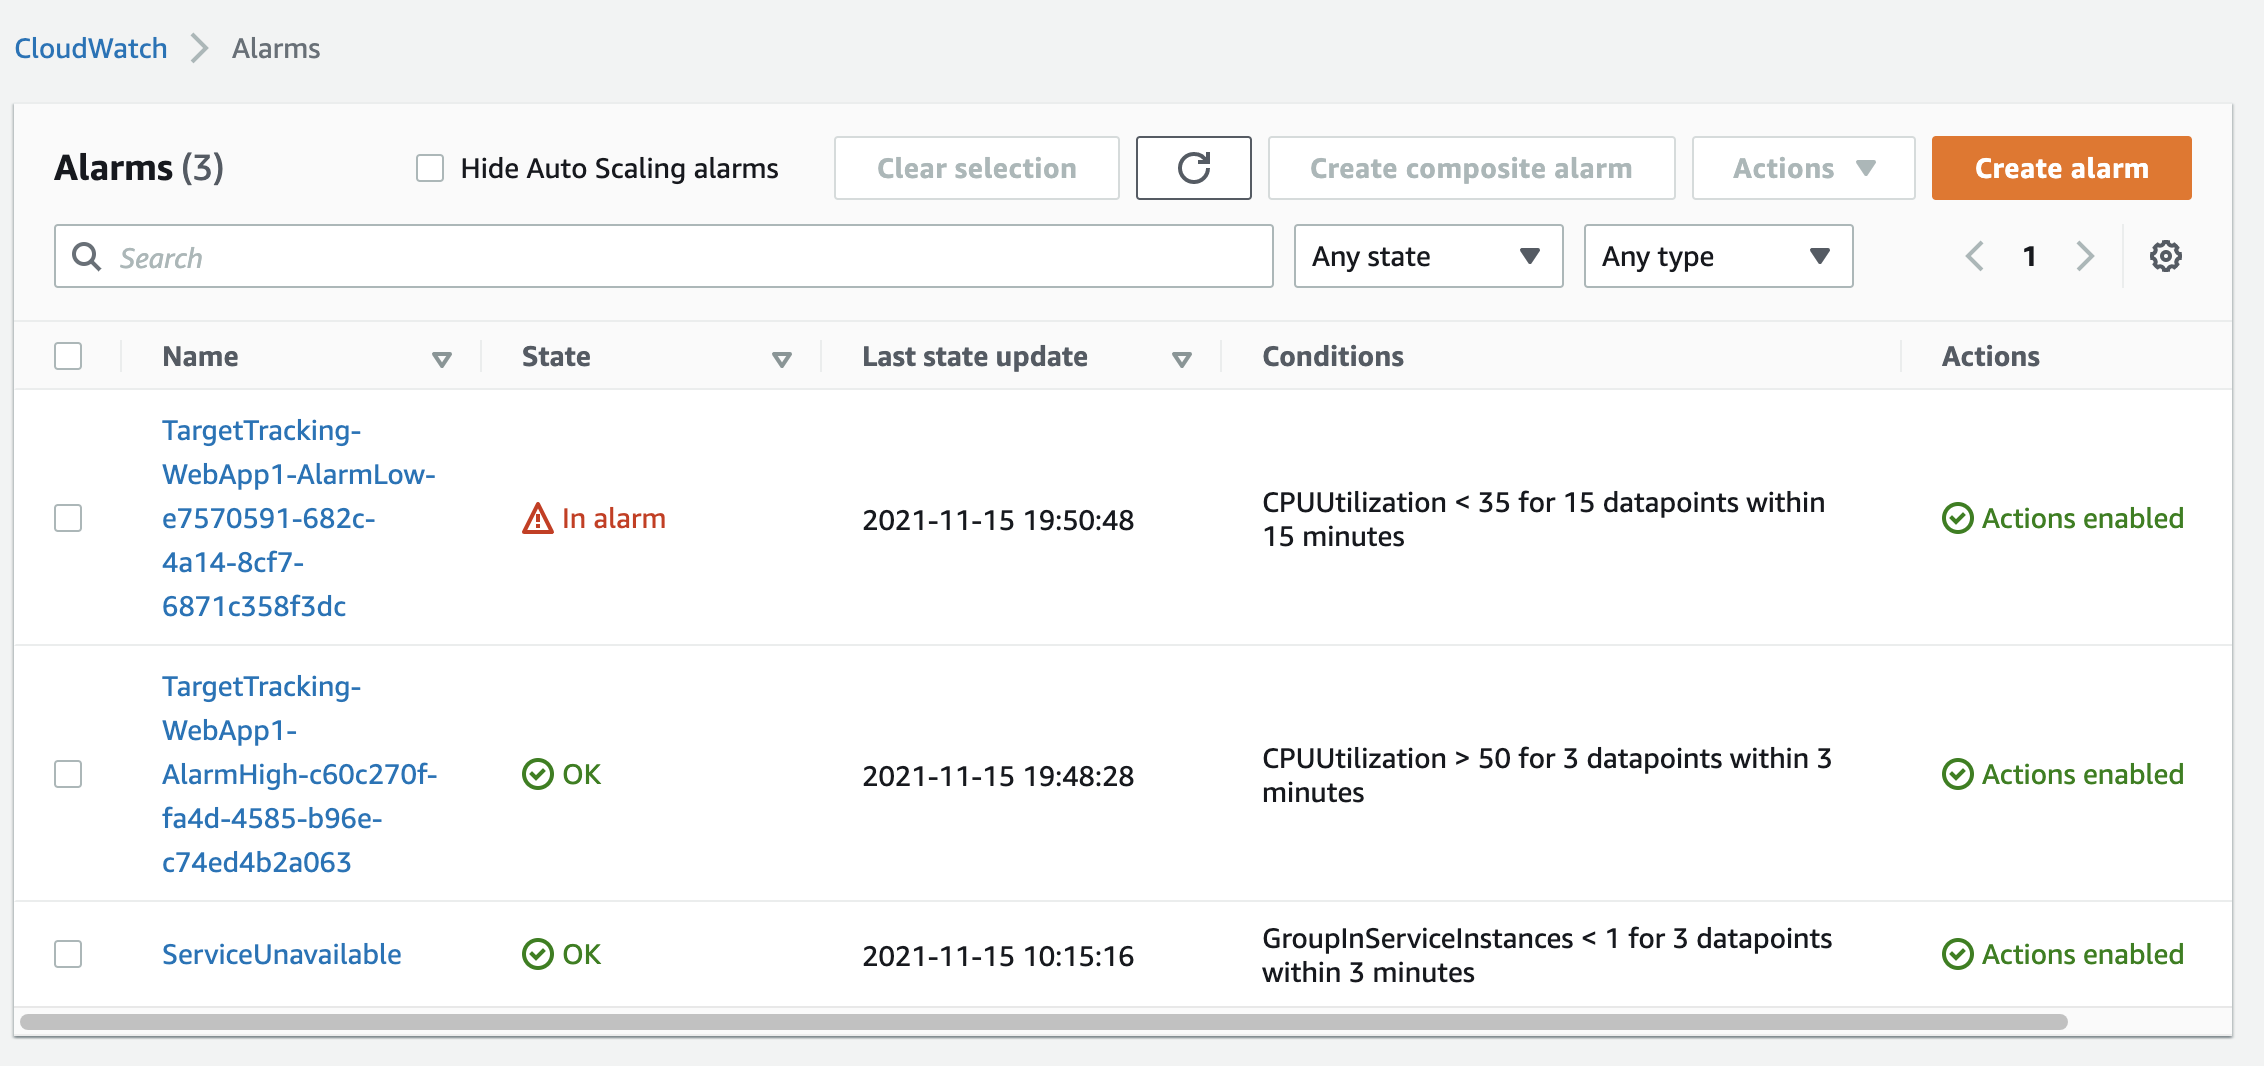 CloudWatch > Alarms
Alarms (3)
Hide Auto Scaling alarms
Clear selection
Create composite alarm
Actions
Create alarm
Search
Any state
Any type
1
Name
State
Last state update
Conditions
Actions
TargetTracking-
WebApp1-AlarmLow-
e7570591-682c-
4a14-8cf7-
6871c358f3dc
In alarm
2021-11-15 19:50:48
CPUUtilization < 35 for 15 datapoints within
15 minutes
Actions enabled
TargetTracking-
WebApp1-
AlarmHigh-c60c270f-
fa4d-4585-b96e-
c74ed4b2a063
OK
2021-11-15 19:48:28
CPUUtilization > 50 for 3 datapoints within 3
minutes
Actions enabled
ServiceUnavailable
OK
2021-11-15 10:15:16
GroupInServiceInstances < 1 for 3 datapoints
within 3 minutes
Actions enabled